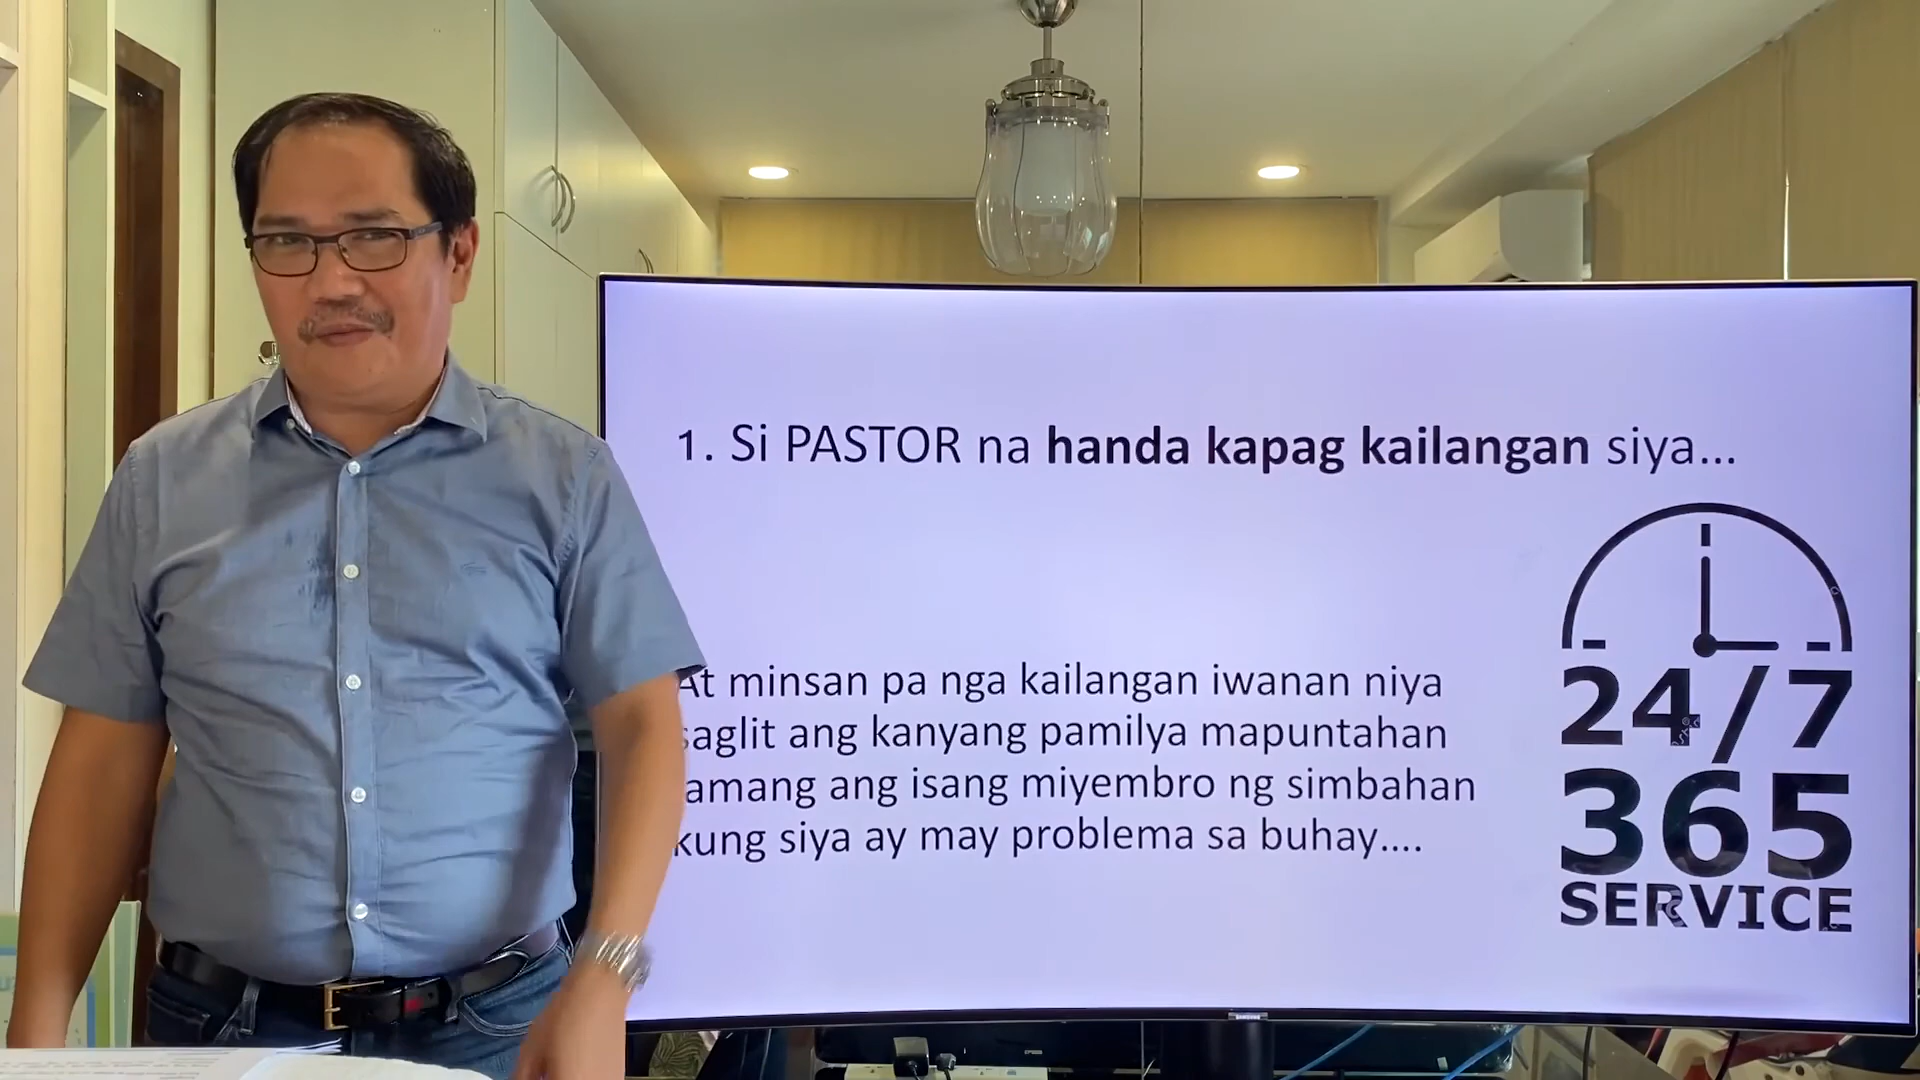 1. Si PASTOR na handa kapag kailangan siya...
At minsan pa nga kailangan iwanan niya
saglit ang kanyang pamilya mapuntahan
lamang ang isang miyembro ng simbahan
kung siya ay may problema sa buhay....
24/7
365
SERVICE
SAMSUNG